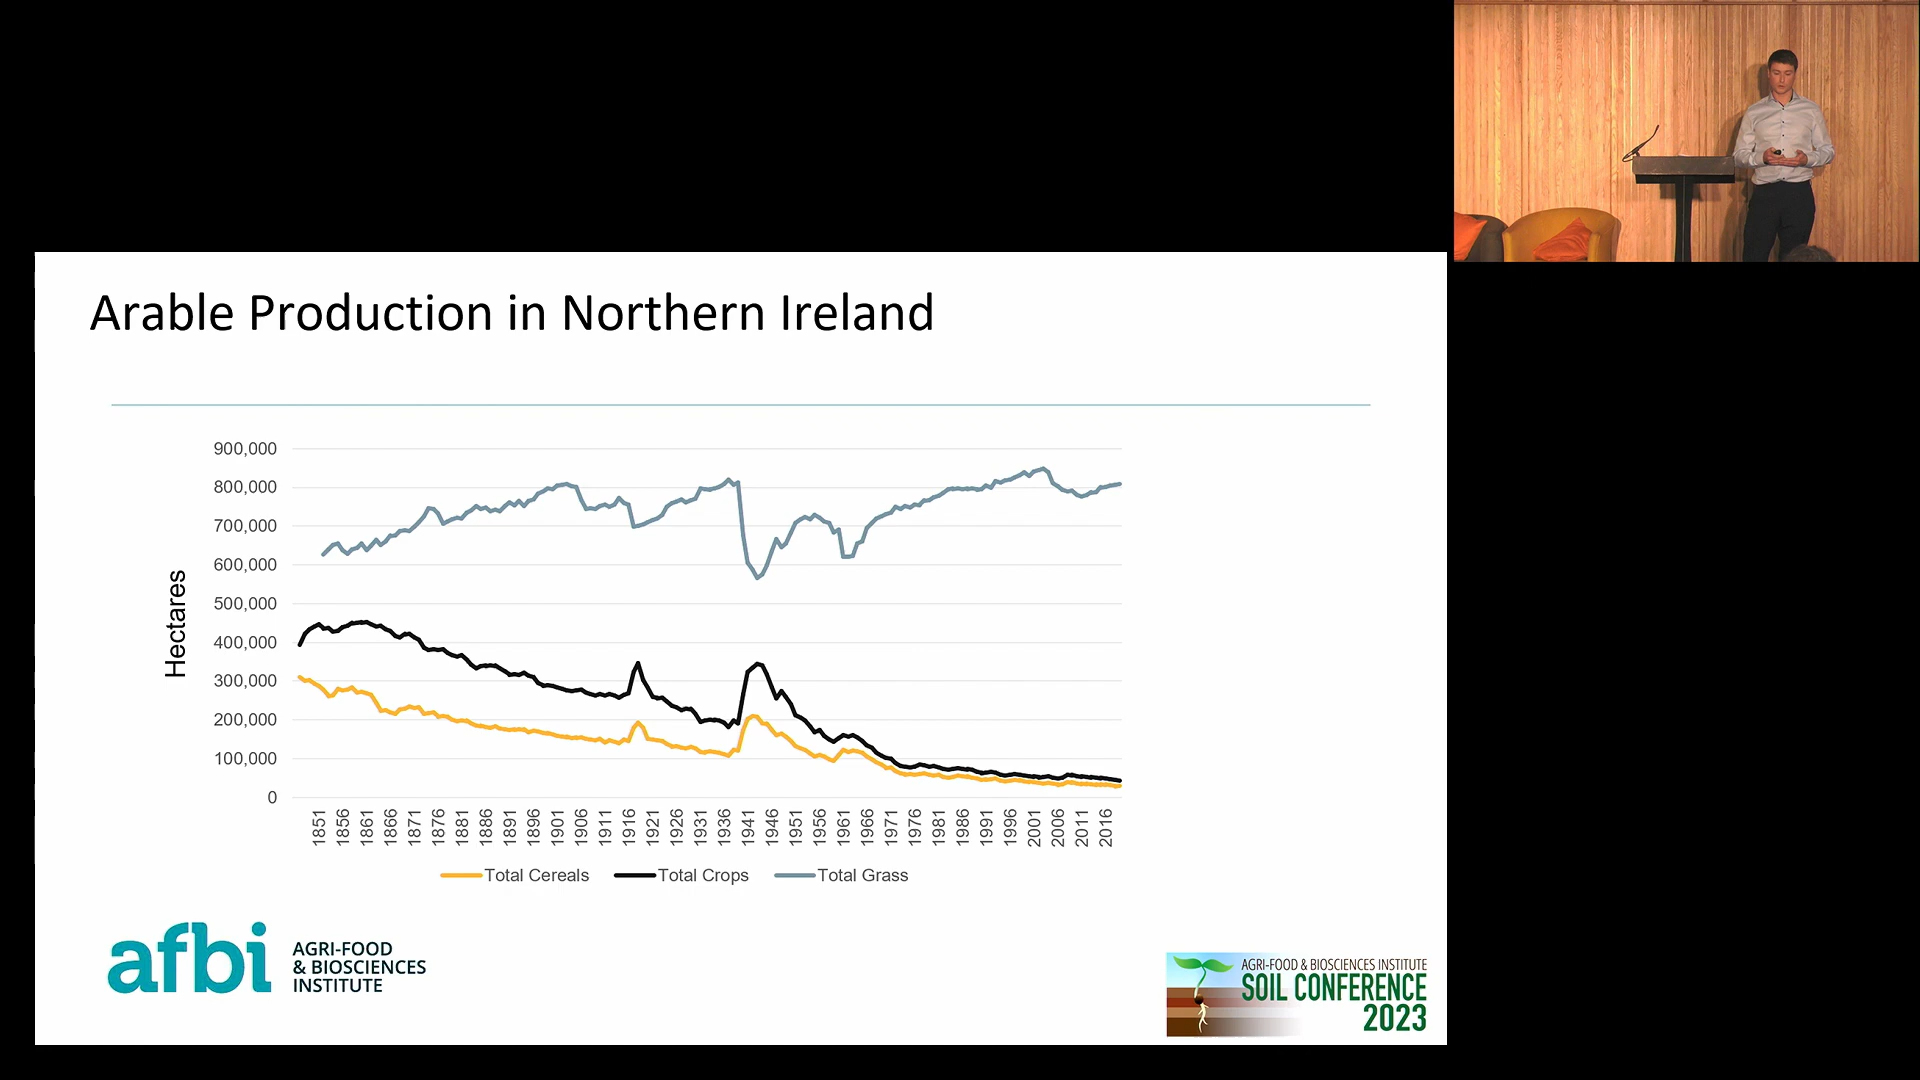 Arable Production in Northern Ireland
Hectares
900,000
800,000
700,000
600,000
500,000
400,000
300,000
200,000
100,000
0
1851 1856 1861 1866 1871 1876 1881 1886 1891 1896 1901 1906 1911 1916 1921 1926 1931 1936 1941 1946 1951 1956 1961 1966 1971 1976 1981 1986 1991 1996 2001 2006 2011 2016
Total Cereals Total Crops Total Grass
afbi
AGRI-FOOD
& BIOSCIENCES
INSTITUTE
AGRI-FOOD & BIOSCIENCES INSTITUTE
SOIL CONFERENCE
2023